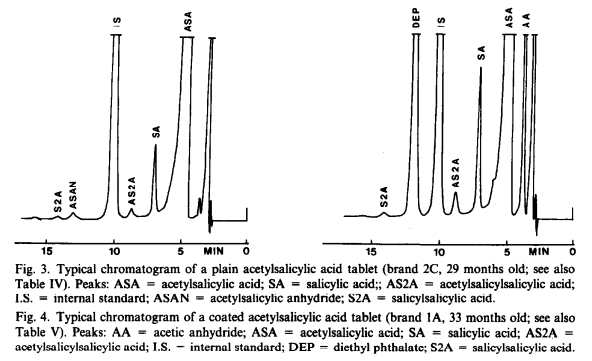 S2A
ASAN
IS
AS2A
SA
ASA
15
10
5
MIN
0
S2A
DEP
IS
AS2A
SA
ASA
AA
15
10
5
MIN
0
Fig. 3. Typical chromatogram of a plain acetylsalicylic acid tablet (brand 2C, 29 months old; see also
Table IV). Peaks: ASA = acetylsalicylic acid; SA = salicylic acid;; AS2A = acetylsalicylsalicylic acid;
I.S. = internal standard; ASAN = acetylsalicylic anhydride; S2A = salicylsalicylic acid.
Fig. 4. Typical chromatogram of a coated acetylsalicylic acid tablet (brand 1A, 33 months old; see also
Table V). Peaks: AA = acetic anhydride; ASA = acetylsalicylic acid; SA = salicylic acid; AS2A =
acetylsalicylsalicylic acid; I.S. − internal standard; DEP = diethyl phthalate; S2A = salicylsalicylic acid.